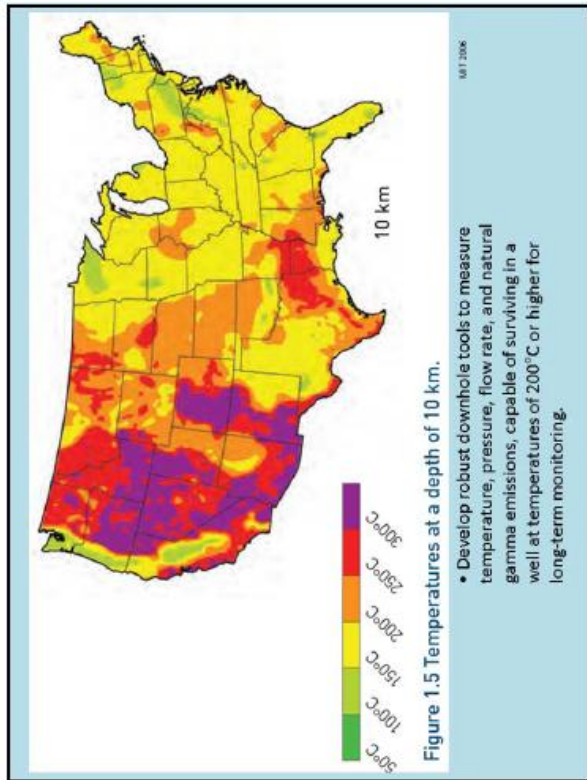 10 km
50°C
100°C
150°C
200°C
250°C
300°C
Figure 1.5 Temperatures at a depth of 10 km.
• Develop robust downhole tools to measure
temperature, pressure, flow rate, and natural
gamma emissions, capable of surviving in a
well at temperatures of 200°C or higher for
long-term monitoring.
MIT 2006